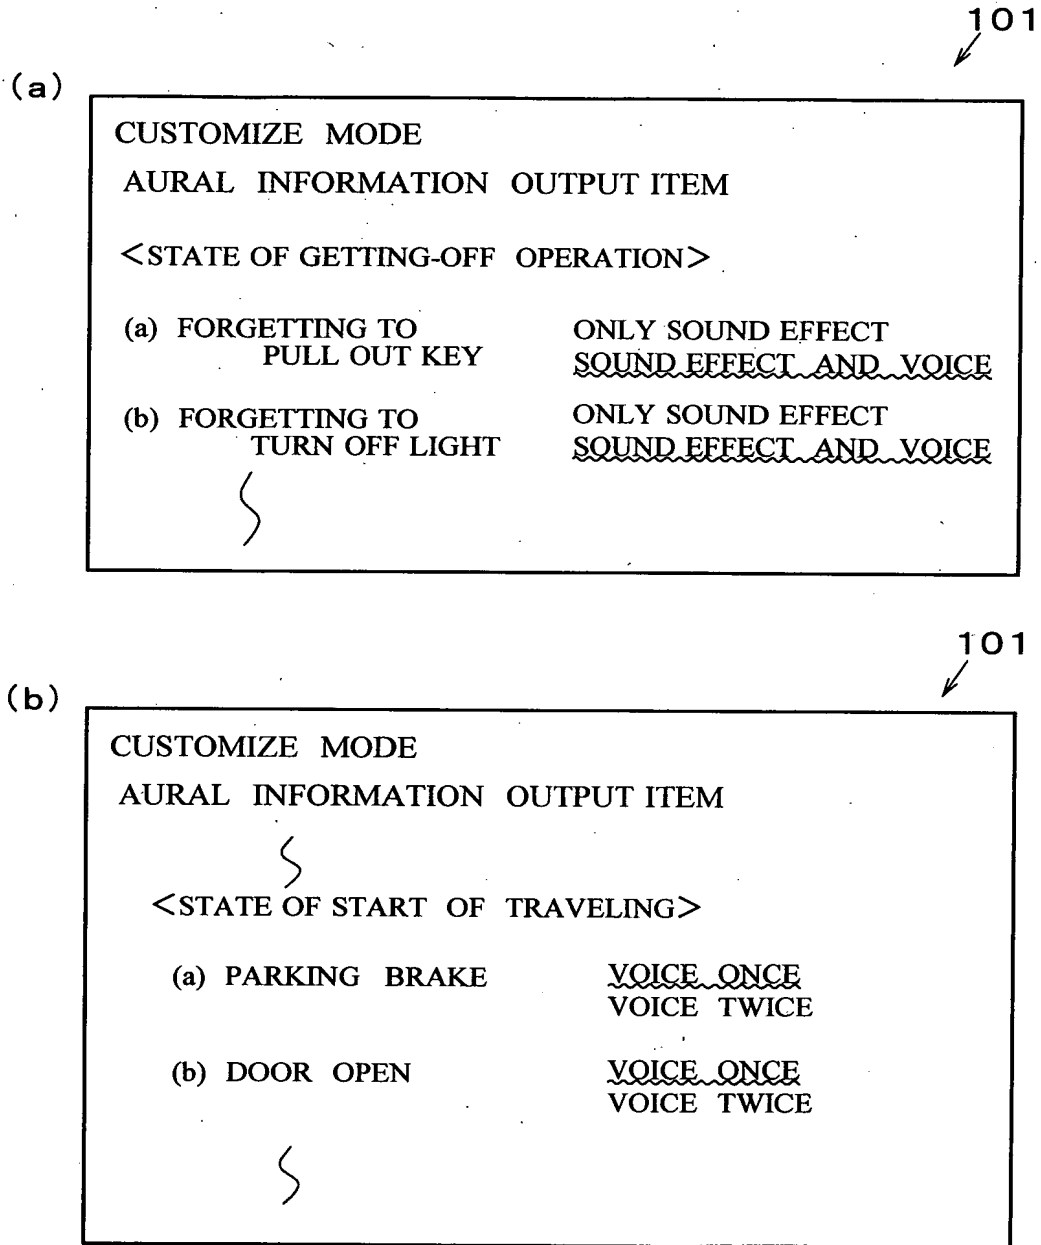 101
(a)
CUSTOMIZE MODE
AURAL INFORMATION OUTPUT ITEM
<STATE OF GETTING-OFF OPERATION>
(a) FORGETTING TO ONLY SOUND EFFECT
PULL OUT KEY SOUND EFFECT AND VOICE
(b) FORGETTING TO ONLY SOUND EFFECT
TURN OFF LIGHT SOUND EFFECT AND VOICE
101
(b)
CUSTOMIZE MODE
AURAL INFORMATION OUTPUT ITEM
<STATE OF START OF TRAVELING>
(a) PARKING BRAKE VOICE ONCE
VOICE TWICE
(b) DOOR OPEN VOICE ONCE
VOICE TWICE